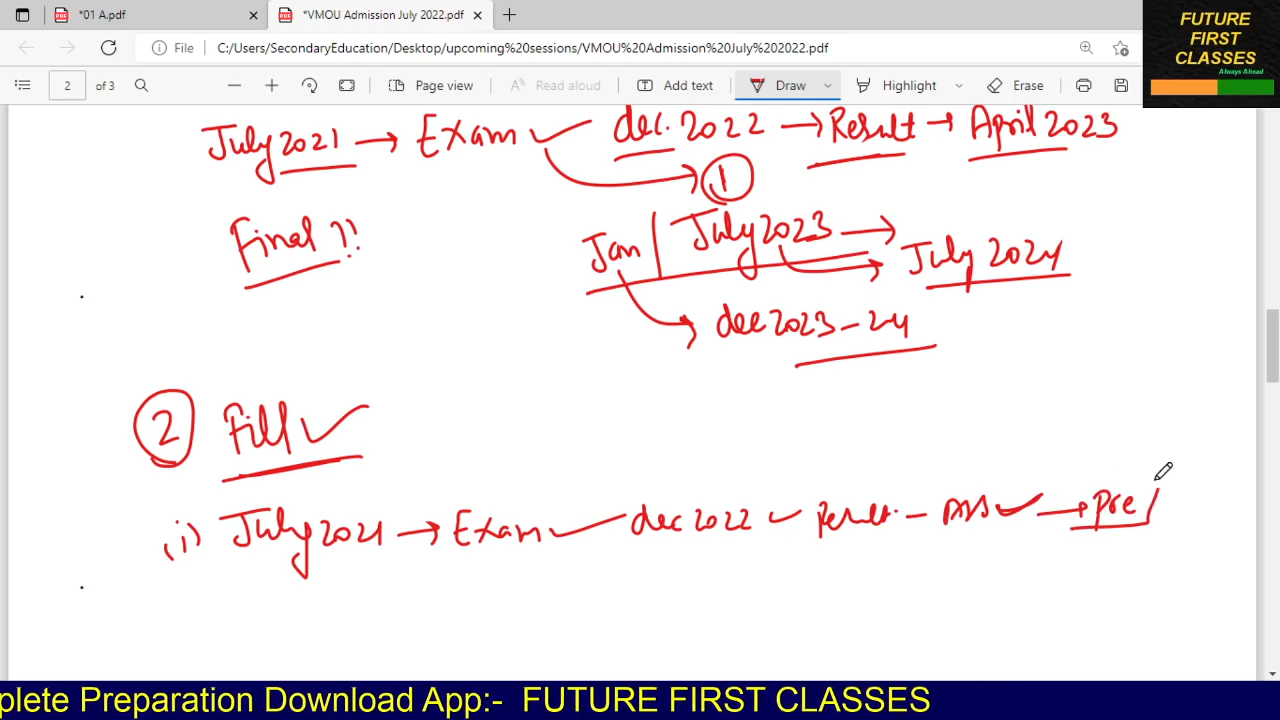 *01 A.pdf
*VMOU Admission July 2022.pdf
FUTURE
FIRST
CLASSES
Always Ahead
File C:/Users/SecondaryEducation/Desktop/upcoming%20sessions/VMOU%20Admission%20July%202022.pdf
2 of 3 Page view Read aloud Add text Draw Highlight Erase
July 2021 → Exam ✓ dec. 2022 → Result → April 2023
1
Final ??
Jan | July 2023 → July 2024
dec 2023-24
2 Fill ✓
(i) July 2021 → Exam ✓ dec 2022 ✓ Result - ✓ → Pre/
plete Preparation Download App:- FUTURE FIRST CLASSES